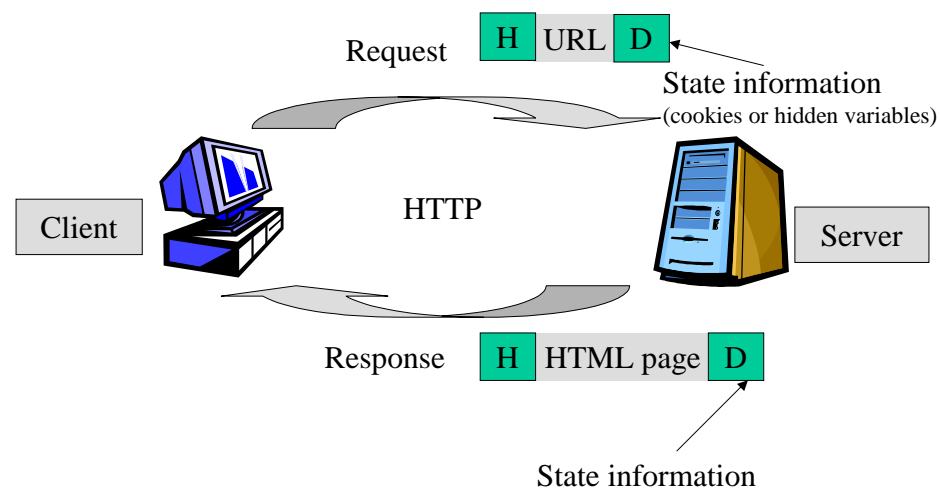 Request
H URL D
State information
(cookies or hidden variables)
Client
HTTP
Server
Response
H HTML page D
State information